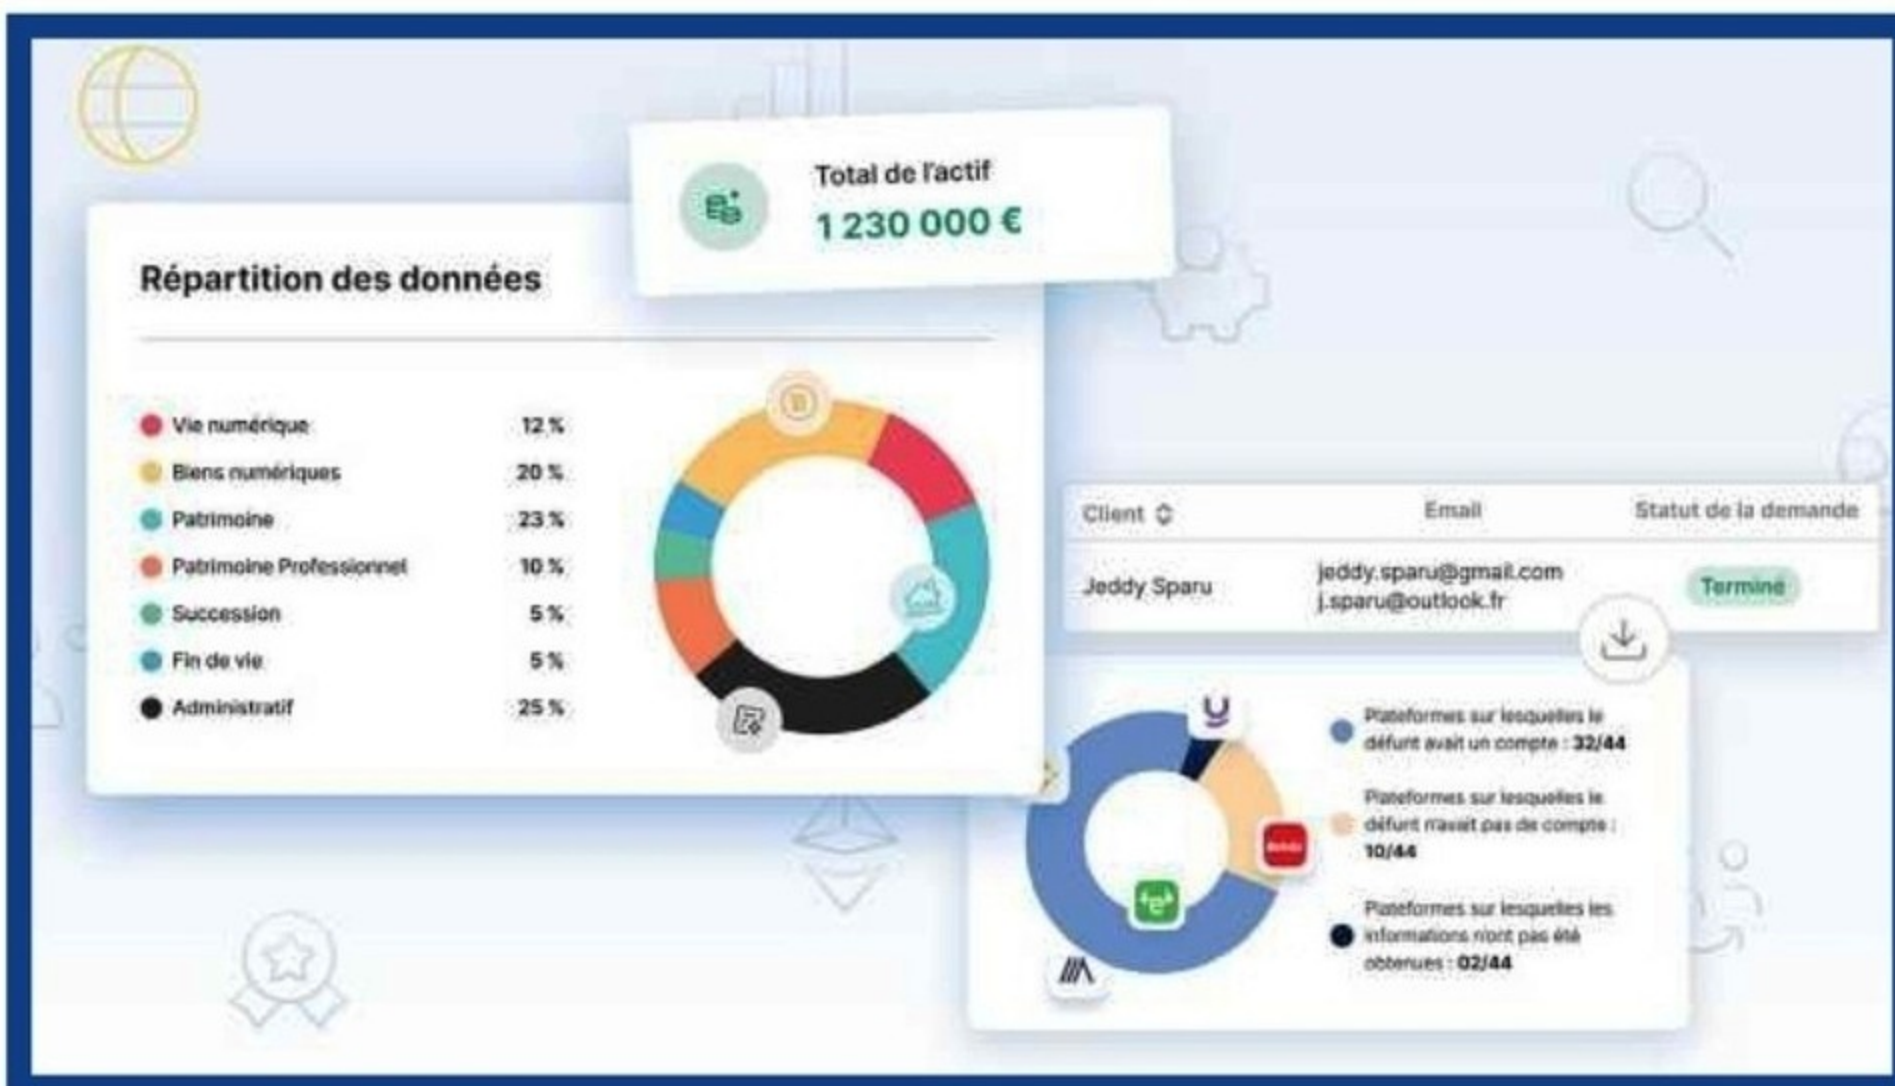 Total de l'actif
1 230 000 €
Répartition des données
Vie numérique 12 %
Biens numériques 20 %
Patrimoine 23 %
Patrimoine Professionnel 10 %
Succession 5 %
Fin de vie 5 %
Administratif 25 %
Client Email Statut de la demande
Jeddy Sparu jeddy.sparu@gmail.com Terminé
j.sparu@outlook.fr
Plateformes sur lesquelles le
défunt avait un compte : 32/44
Plateformes sur lesquelles le
défunt n'avait pas de compte :
10/44
Plateformes sur lesquelles les
informations n'ont pas été
obtenues : 02/44